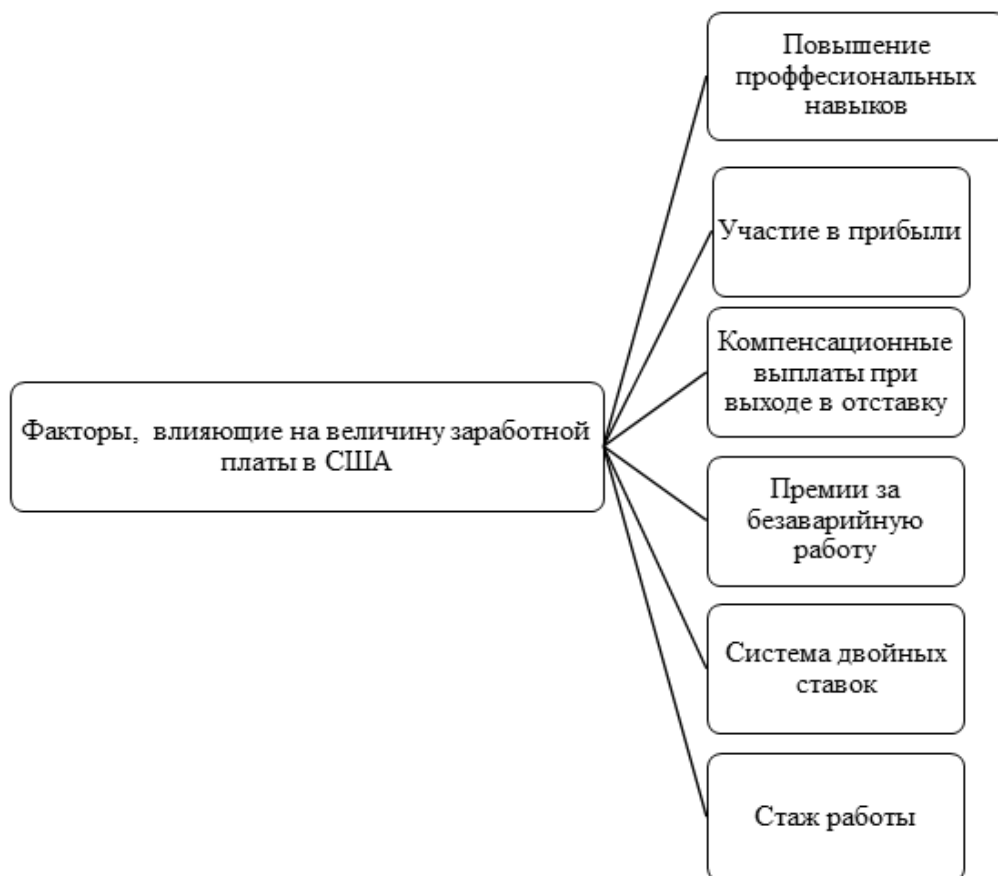 Повышение
проффесиональных
навыков
Участие в прибыли
Компенсационные
выплаты при
выходе в отставку
Факторы, влияющие на величину заработной
платы в США
Премии за
безаварийную
работу
Система двойных
ставок
Стаж работы